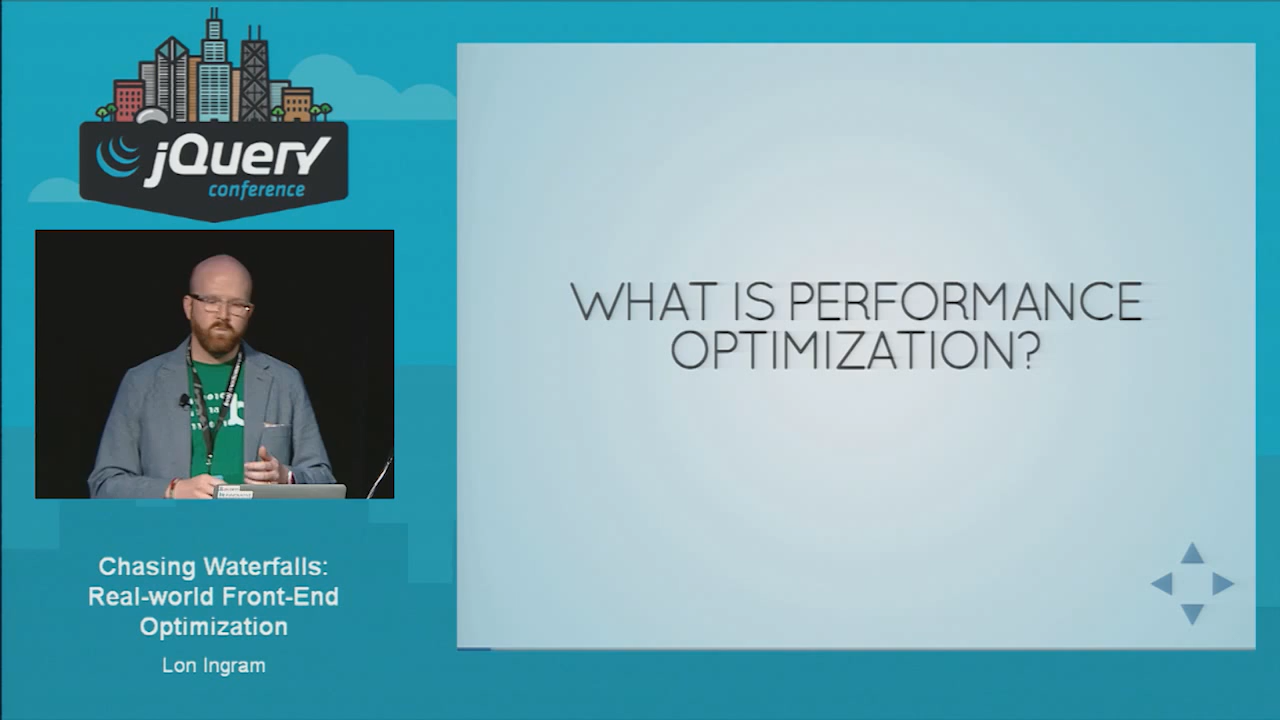 jQuery
conference
WHAT IS PERFORMANCE
OPTIMIZATION?
Chasing Waterfalls:
Real-world Front-End
Optimization
Lon Ingram